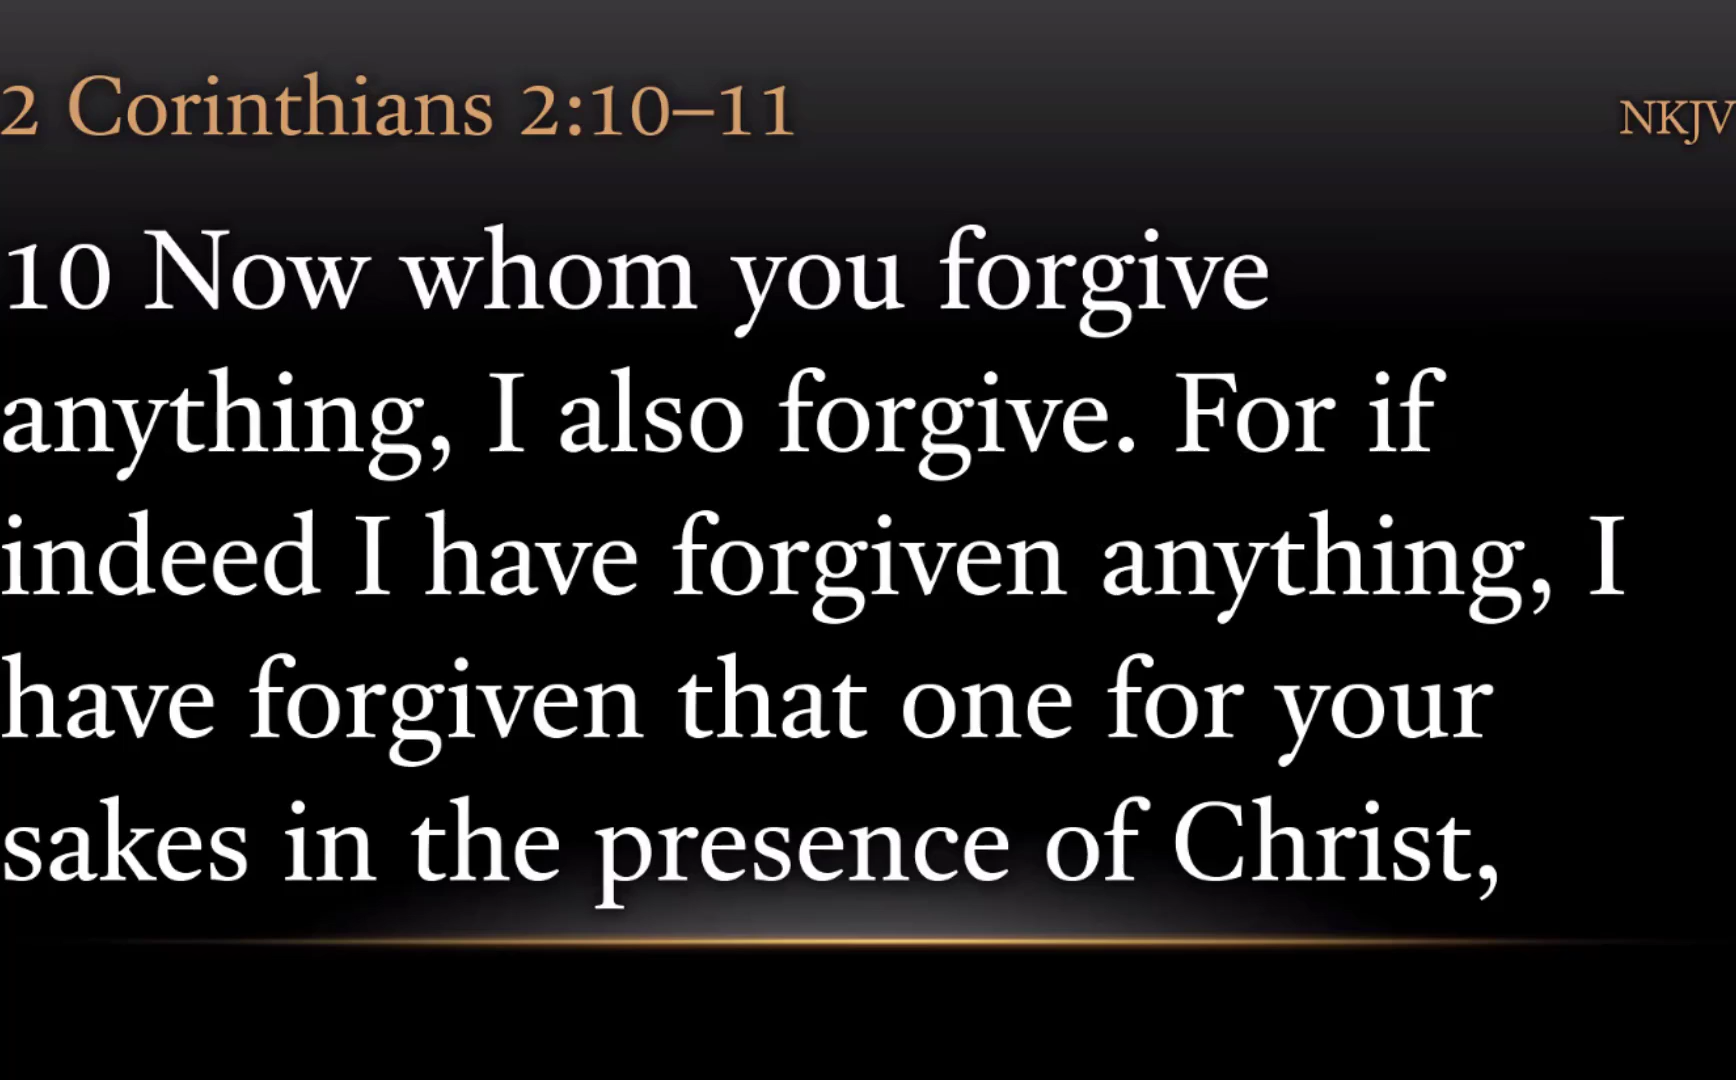 2 Corinthians 2:10–11 NKJV
10 Now whom you forgive
anything, I also forgive. For if
indeed I have forgiven anything, I
have forgiven that one for your
sakes in the presence of Christ,